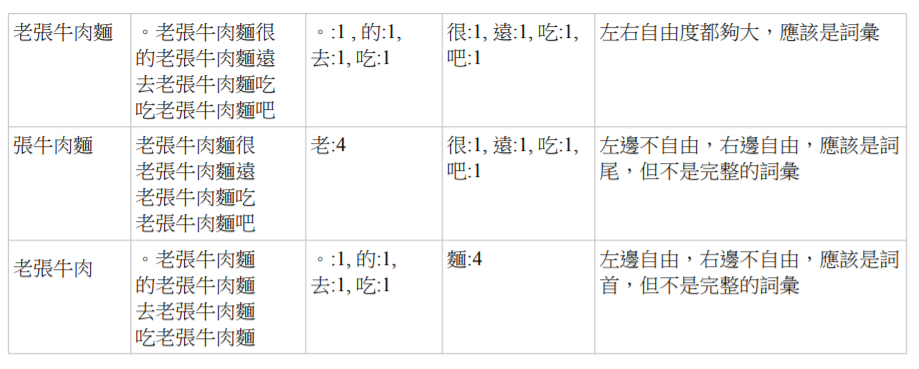 老張牛肉麵
。老張牛肉麵很
的老張牛肉麵遠
去老張牛肉麵吃
吃老張牛肉麵吧
。:1 , 的:1,
去:1, 吃:1
很:1, 遠:1, 吃:1,
吧:1
左右自由度都夠大，應該是詞彙
張牛肉麵
老張牛肉麵很
老張牛肉麵遠
老張牛肉麵吃
老張牛肉麵吧
老:4
很:1, 遠:1, 吃:1,
吧:1
左邊不自由，右邊自由，應該是詞
尾，但不是完整的詞彙
老張牛肉
。老張牛肉麵
的老張牛肉麵
去老張牛肉麵
吃老張牛肉麵
。:1, 的:1,
去:1, 吃:1
麵:4
左邊自由，右邊不自由，應該是詞
首，但不是完整的詞彙